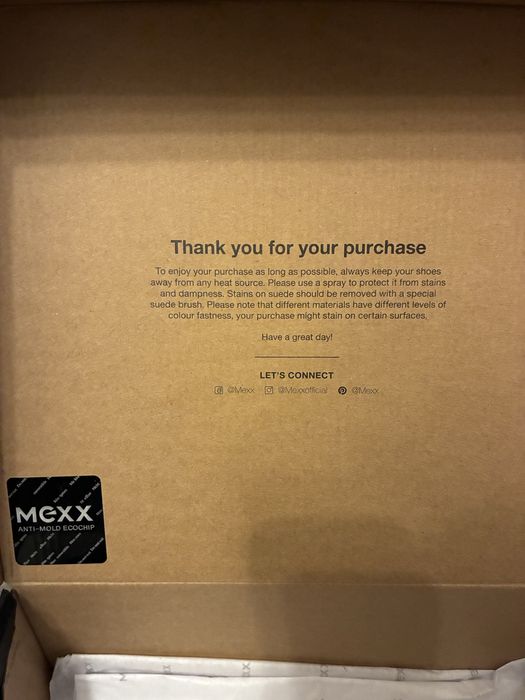 Thank you for your purchase
To enjoy your purchase as long as possible, always keep your shoes
away from any heat source. Please use a spray to protect it from stains
and dampness. Stains on suede should be removed with a special
suede brush. Please note that different materials have different levels of
colour fastness, your purchase might stain on certain surfaces.
Have a great day!
LET'S CONNECT
@Mexx @Mexxofficial @Mexx
MEXX
ANTI-MOLD ECOCHIP